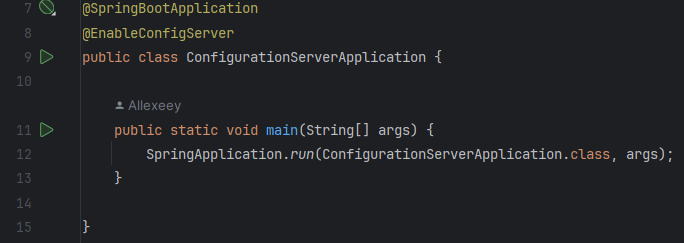 7 @SpringBootApplication
8 @EnableConfigServer
9 public class ConfigurationServerApplication {
10
Allexeey
11 public static void main(String[] args) {
12 SpringApplication.run(ConfigurationServerApplication.class, args);
13 }
14
15 }